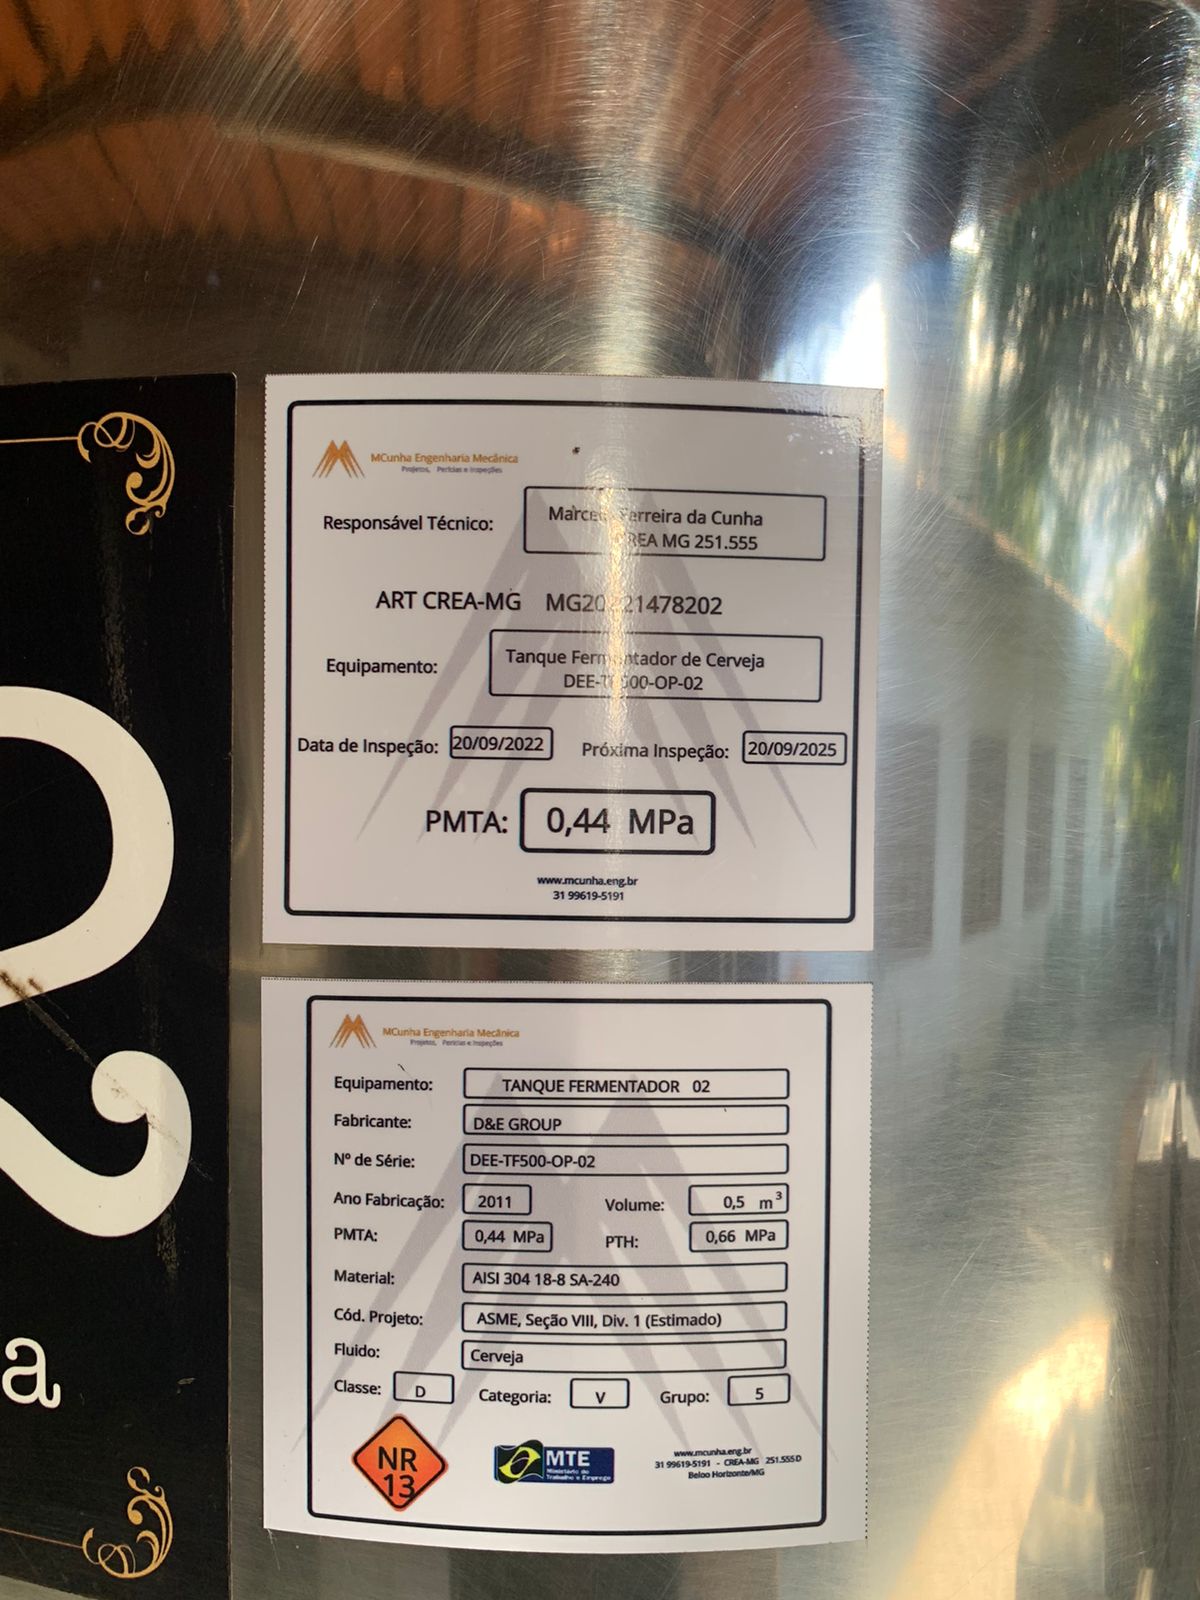 MCunha Engenharia Mecânica
Projetos, Perícias e Inspeções
Responsável Técnico:
Ferreira da Cunha
CREA MG 251.555
ART CREA-MG
Equipamento:
Tanque Fermentador de Cerveja
DEE-TF500-OP-02
Data de Inspeção: 20/09/2022 Próxima Inspeção: 20/09/2025
PMTA: 0,44 MPa
www.mcunha.eng.br
31 99619-5191
2
a
MCunha Engenharia Mecânica
Projetos, Perícias e Inspeções
Equipamento: TANQUE FERMENTADOR 02
Fabricante: D&E GROUP
Nº de Série: DEE-TF500-OP-02
Ano Fabricação: 2011 Volume: 0,5 m³
PMTA: 0,44 MPa PTH: 0,66 MPa
Material: AISI 304 18-8 SA-240
Cód. Projeto: ASME, Seção VIII, Div. 1 (Estimado)
Fluido: Cerveja
Classe: D Categoria: V Grupo: 5
NR
13
MTE
Ministério do
Trabalho e Emprego
www.mcunha.eng.br
31 99619-5191 - CREA-MG 251.555D
Beloo Horizonte/MG